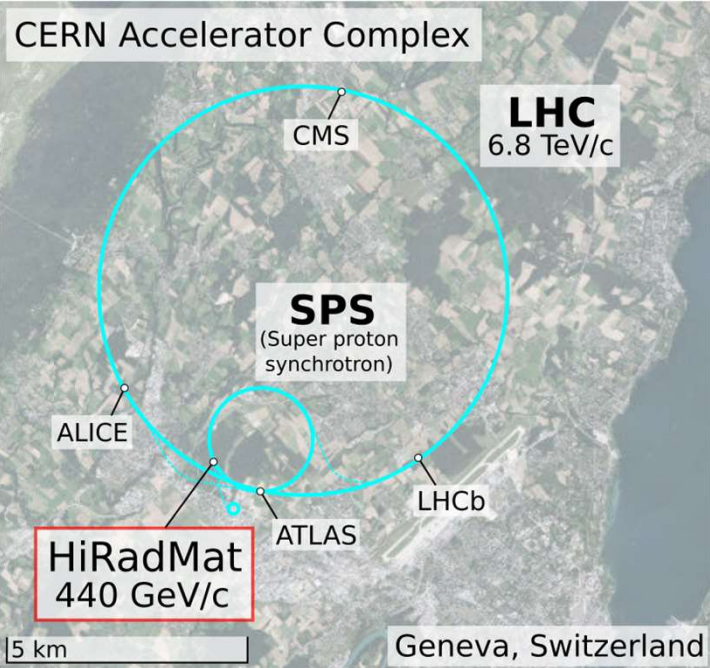 CERN Accelerator Complex
LHC
6.8 TeV/c
CMS
SPS
(Super proton
synchrotron)
ALICE
LHCb
ATLAS
HiRadMat
440 GeV/c
5 km
Geneva, Switzerland